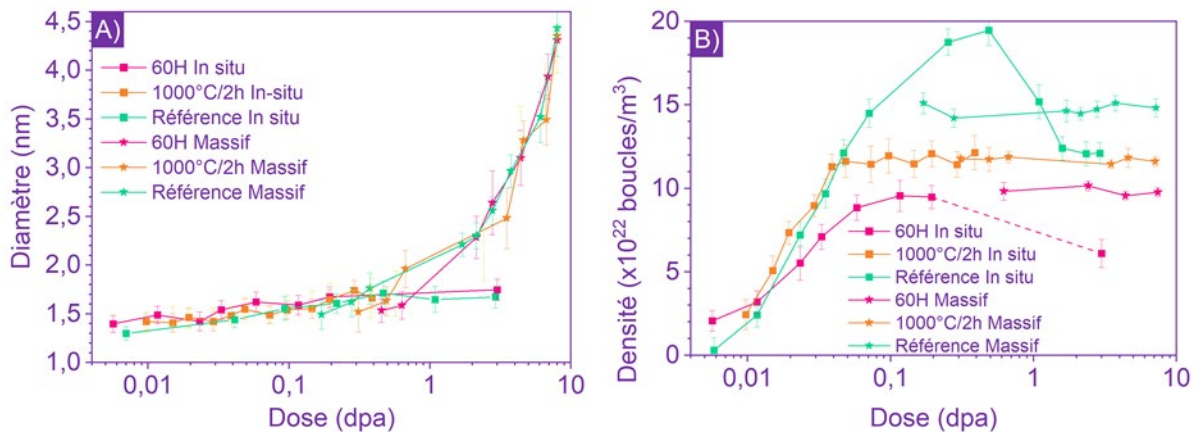 A)
4,5
4,0
3,5
3,0
2,5
2,0
1,5
1,0
Diamètre (nm)
60H In situ
1000°C/2h In-situ
Référence In situ
60H Massif
1000°C/2h Massif
Référence Massif
0,01
0,1
1
10
Dose (dpa)
B)
20
15
10
5
0
Densité (x10²² boucles/m³)
60H In situ
1000°C/2h In situ
Référence In situ
60H Massif
1000°C/2h Massif
Référence Massif
0,01
0,1
1
10
Dose (dpa)